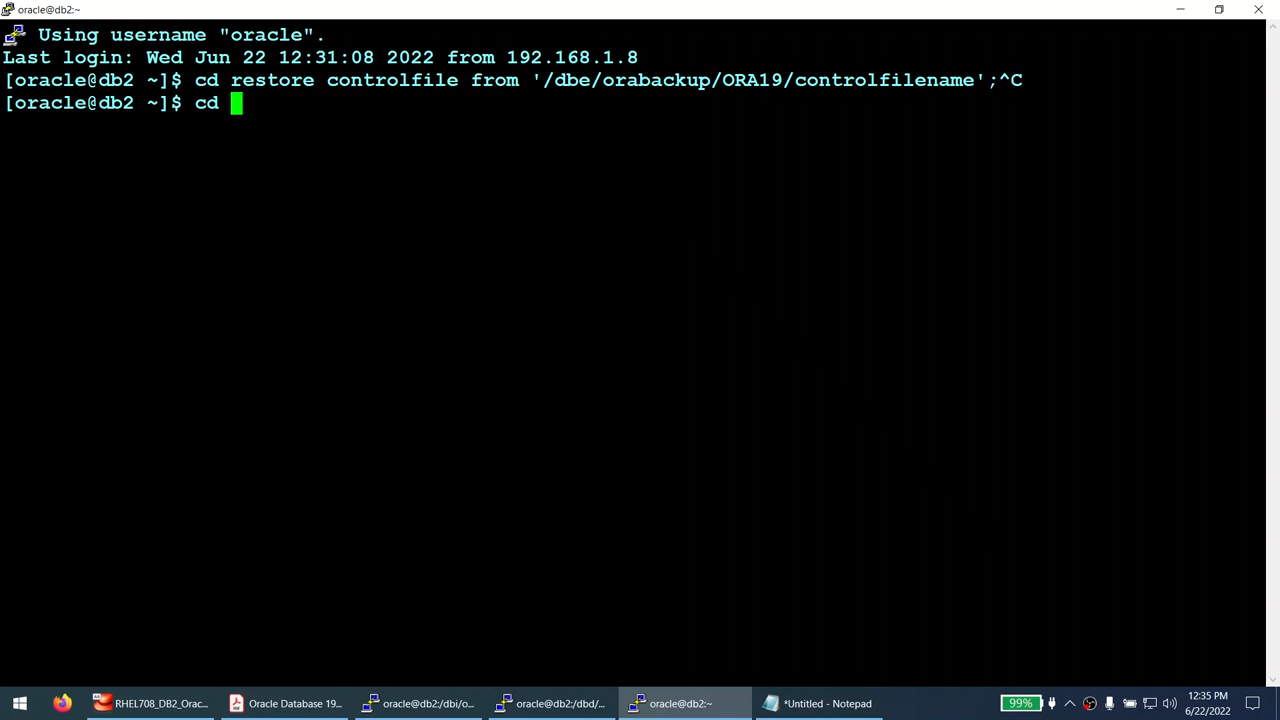 oracle@db2:~
Using username "oracle".
Last login: Wed Jun 22 12:31:08 2022 from 192.168.1.8
[oracle@db2 ~]$ cd restore controlfile from '/dbe/orabackup/ORA19/controlfilename';^C
[oracle@db2 ~]$ cd
RHEL708_DB2_Orac...
Oracle Database 19...
oracle@db2:/dbi/o...
oracle@db2:/dbd/...
oracle@db2:~
*Untitled - Notepad
99%
12:35 PM
6/22/2022